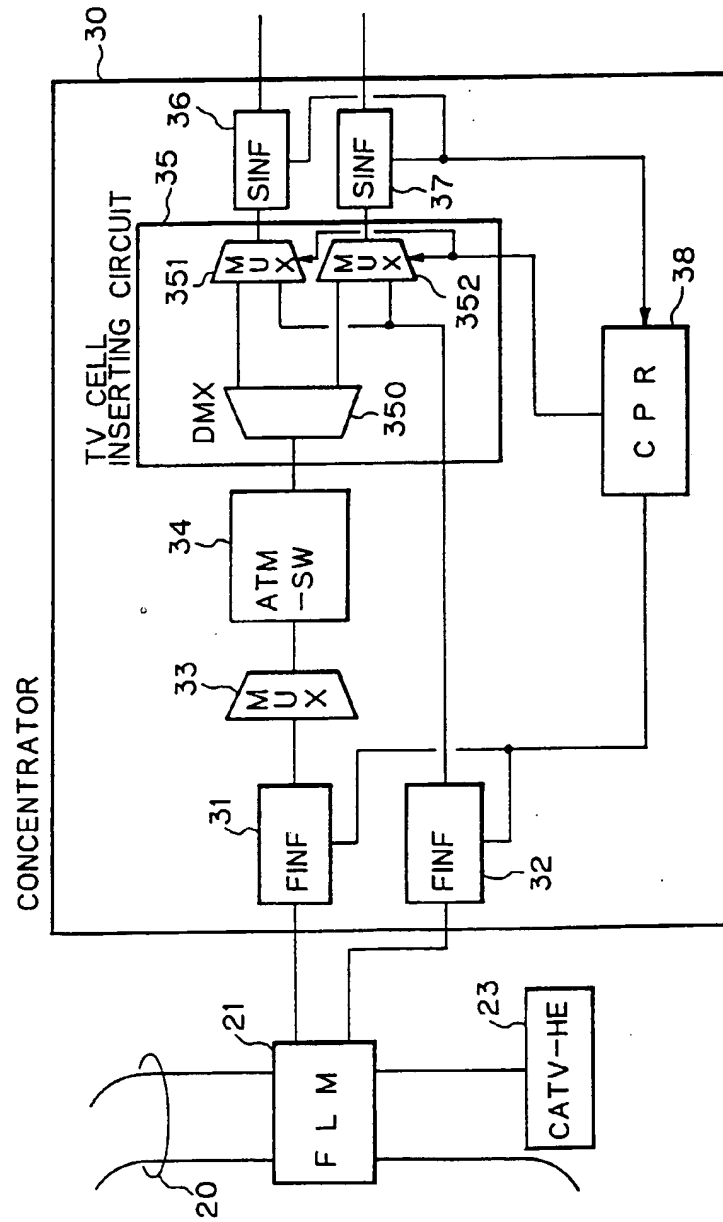 CONCENTRATOR
30
TV CELL
INSERTING CIRCUIT
35
36
SINF
SINF
37
351
MUX
MUX
352
DMX
350
34
ATM
-SW
33
MUX
31
FINF
FINF
32
38
CPR
21
FLM
20
23
CATV-HE